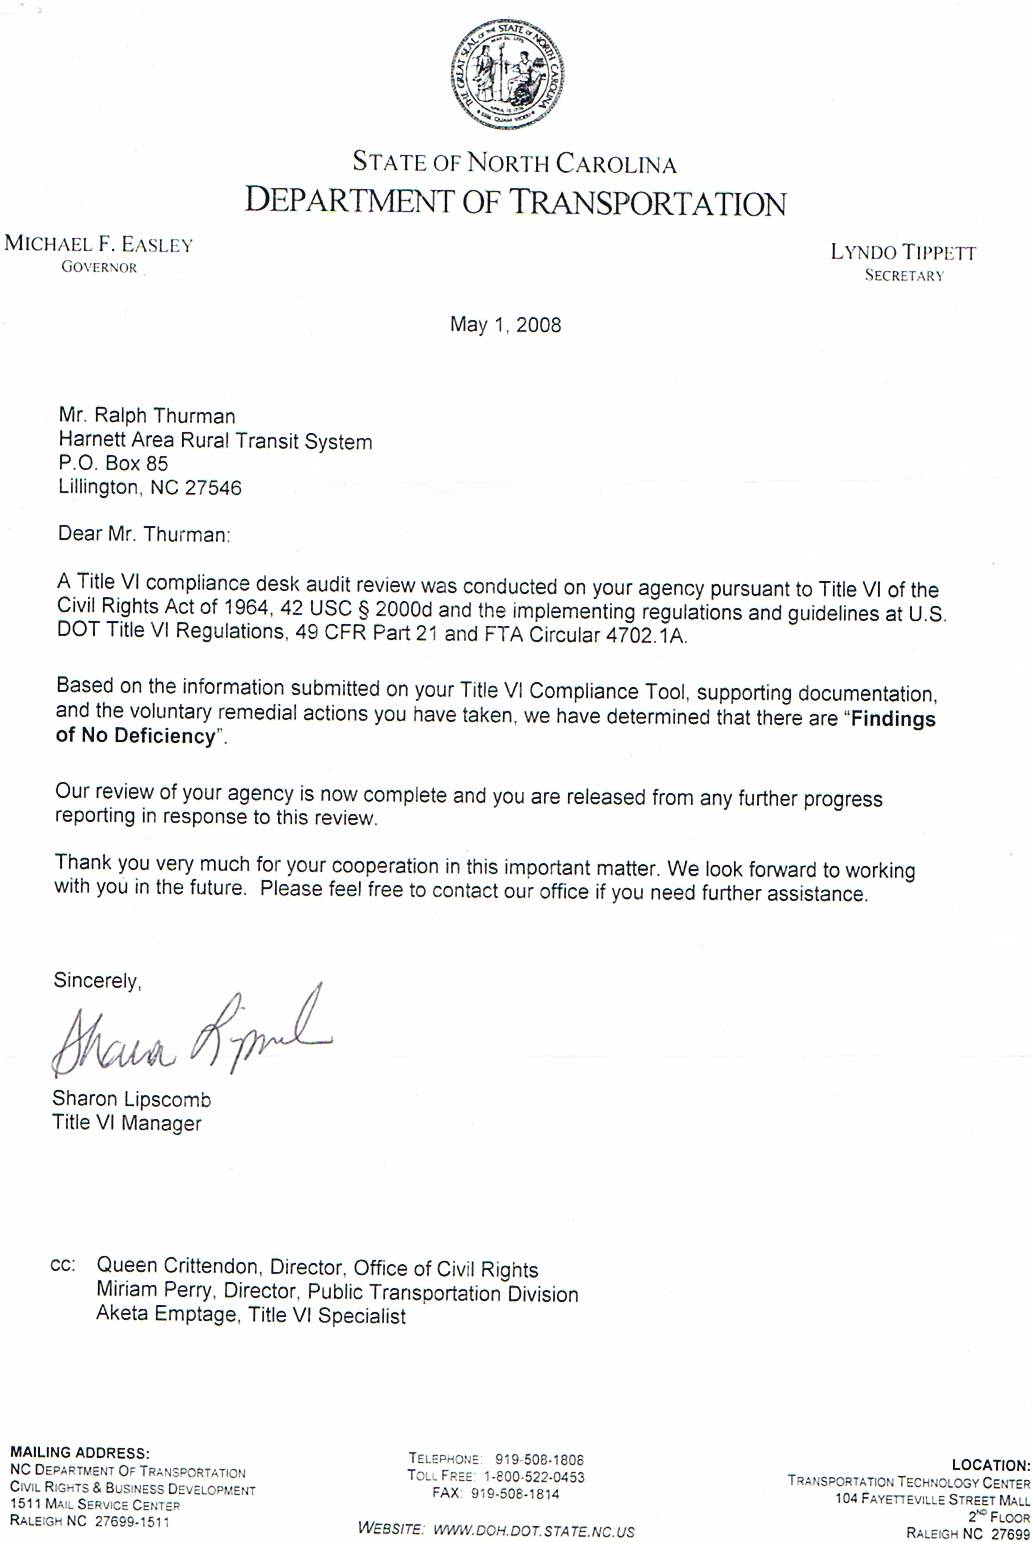 THE GREAT SEAL OF THE STATE OF NORTH CAROLINA
ESSE QUAM VIDERI
STATE OF NORTH CAROLINA
DEPARTMENT OF TRANSPORTATION
MICHAEL F. EASLEY
GOVERNOR
LYNDO TIPPETT
SECRETARY
May 1, 2008
Mr. Ralph Thurman
Harnett Area Rural Transit System
P.O. Box 85
Lillington, NC 27546
Dear Mr. Thurman:
A Title VI compliance desk audit review was conducted on your agency pursuant to Title VI of the
Civil Rights Act of 1964, 42 USC § 2000d and the implementing regulations and guidelines at U.S.
DOT Title VI Regulations, 49 CFR Part 21 and FTA Circular 4702.1A.
Based on the information submitted on your Title VI Compliance Tool, supporting documentation,
and the voluntary remedial actions you have taken, we have determined that there are “Findings
of No Deficiency”.
Our review of your agency is now complete and you are released from any further progress
reporting in response to this review.
Thank you very much for your cooperation in this important matter. We look forward to working
with you in the future.  Please feel free to contact our office if you need further assistance.
Sincerely,
Sharon Lipscomb
Title VI Manager
cc: Queen Crittendon, Director, Office of Civil Rights
Miriam Perry, Director, Public Transportation Division
Aketa Emptage, Title VI Specialist
MAILING ADDRESS:
NC DEPARTMENT OF TRANSPORTATION
CIVIL RIGHTS & BUSINESS DEVELOPMENT
1511 MAIL SERVICE CENTER
RALEIGH NC 27699-1511
TELEPHONE: 919-508-1808
TOLL FREE: 1-800-522-0453
FAX: 919-508-1814
WEBSITE: WWW.DOH.DOT.STATE.NC.US
LOCATION:
TRANSPORTATION TECHNOLOGY CENTER
104 FAYETTEVILLE STREET MALL
2ND FLOOR
RALEIGH NC 27699